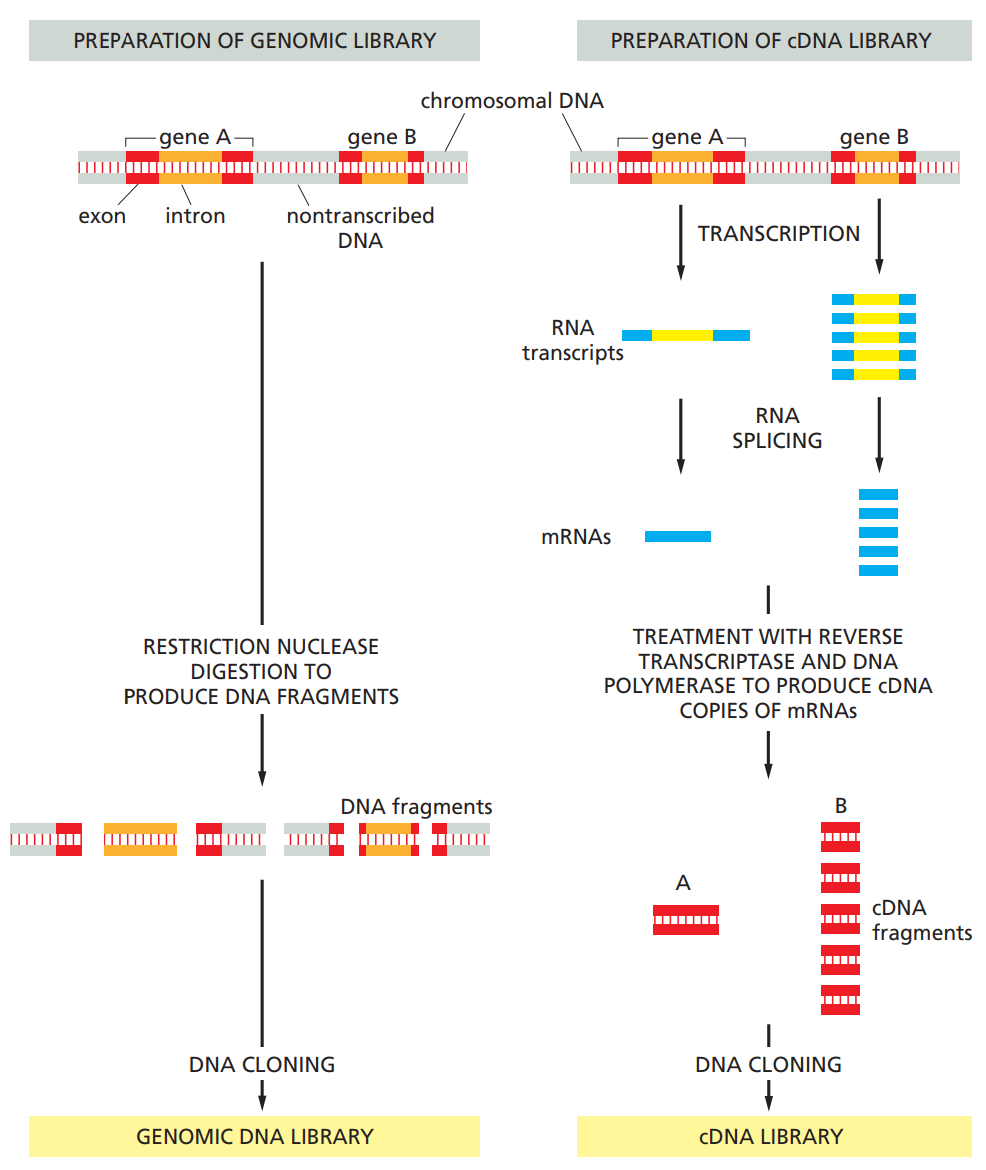 PREPARATION OF GENOMIC LIBRARY
PREPARATION OF cDNA LIBRARY
chromosomal DNA
gene A
gene B
gene A
gene B
exon
intron
nontranscribed
DNA
TRANSCRIPTION
RNA
transcripts
RNA
SPLICING
mRNAs
RESTRICTION NUCLEASE
DIGESTION TO
PRODUCE DNA FRAGMENTS
TREATMENT WITH REVERSE
TRANSCRIPTASE AND DNA
POLYMERASE TO PRODUCE cDNA
COPIES OF mRNAs
DNA fragments
B
A
cDNA
fragments
DNA CLONING
DNA CLONING
GENOMIC DNA LIBRARY
cDNA LIBRARY